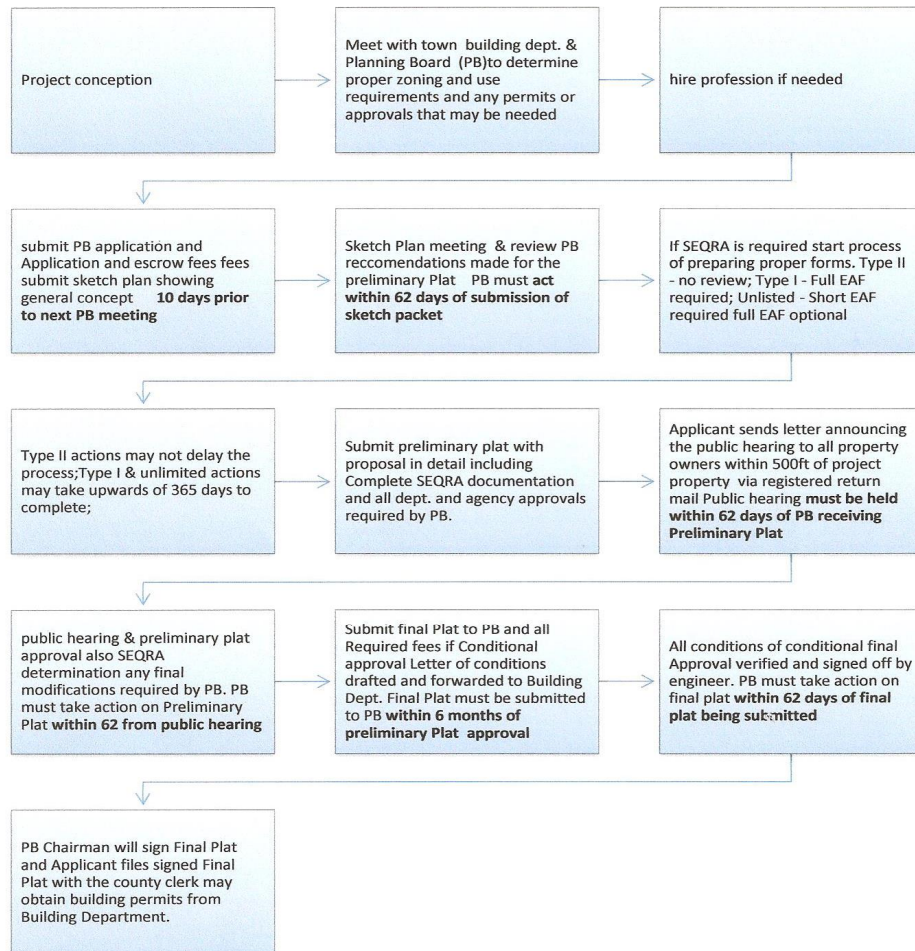 Project conception
Meet with town building dept. &
Planning Board (PB)to determine
proper zoning and use
requirements and any permits or
approvals that may be needed
hire profession if needed
submit PB application and
Application and escrow fees fees
submit sketch plan showing
general concept 10 days prior
to next PB meeting
Sketch Plan meeting & review PB
reccomendations made for the
preliminary Plat PB must act
within 62 days of submission of
sketch packet
If SEQRA is required start process
of preparing proper forms. Type II
- no review; Type I - Full EAF
required; Unlisted - Short EAF
required full EAF optional
Type II actions may not delay the
process;Type I & unlimited actions
may take upwards of 365 days to
complete;
Submit preliminary plat with
proposal in detail including
Complete SEQRA documentation
and all dept. and agency approvals
required by PB.
Applicant sends letter announcing
the public hearing to all property
owners within 500ft of project
property via registered return
mail Public hearing must be held
within 62 days of PB receiving
Preliminary Plat
public hearing & preliminary plat
approval also SEQRA
determination any final
modifications required by PB. PB
must take action on Preliminary
Plat within 62 from public hearing
Submit final Plat to PB and all
Required fees if Conditional
approval Letter of conditions
drafted and forwarded to Building
Dept. Final Plat must be submitted
to PB within 6 months of
preliminary Plat approval
All conditions of conditional final
Approval verified and signed off by
engineer. PB must take action on
final plat within 62 days of final
plat being submitted
PB Chairman will sign Final Plat
and Applicant files signed Final
Plat with the county clerk may
obtain building permits from
Building Department.